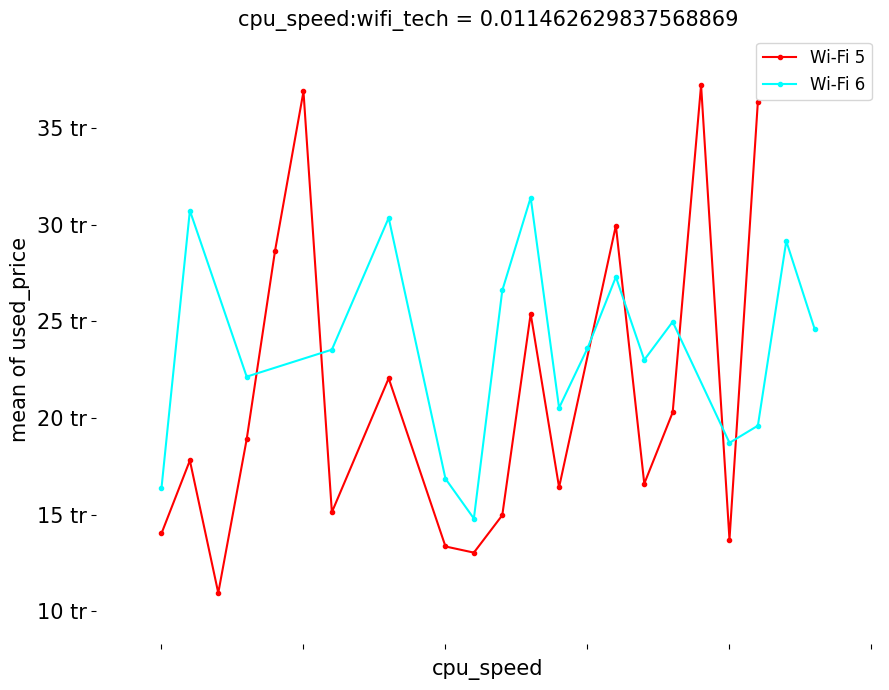 cpu_speed:wifi_tech = 0.011462629837568869
Wi-Fi 5
Wi-Fi 6
35 tr
30 tr
25 tr
20 tr
15 tr
10 tr
mean of used_price
cpu_speed